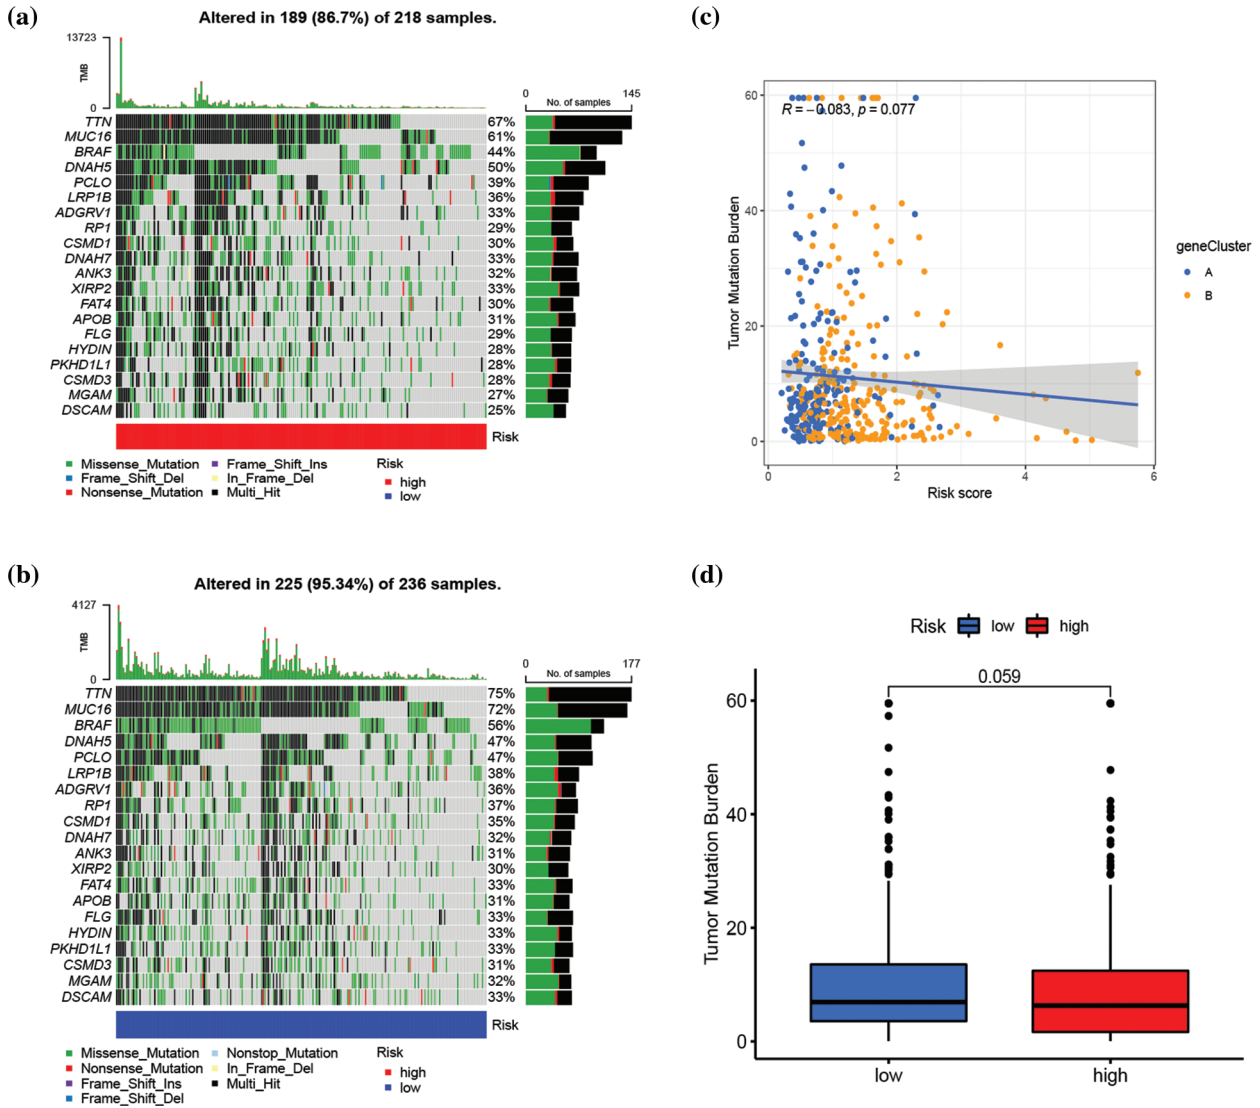 (a)
Altered in 189 (86.7%) of 218 samples.
13723
TMB
0
0 145
No. of samples
TTN 67%
MUC16 61%
BRAF 44%
DNAH5 50%
PCLO 39%
LRP1B 36%
ADGRV1 33%
RP1 29%
CSMD1 30%
DNAH7 33%
ANK3 32%
XIRP2 33%
FAT4 30%
APOB 31%
FLG 29%
HYDIN 28%
PKHD1L1 28%
CSMD3 28%
MGAM 27%
DSCAM 25%
Risk
Missense_Mutation Frame_Shift_Ins Risk
Frame_Shift_Del In_Frame_Del high
Nonsense_Mutation Multi_Hit low
(c)
60
40
20
0
Tumor Mutation Burden
R = −0.083, p = 0.077
0 2 4 6
Risk score
geneCluster
A
B
(b)
Altered in 225 (95.34%) of 236 samples.
4127
TMB
0
0 177
No. of samples
TTN 75%
MUC16 72%
BRAF 56%
DNAH5 47%
PCLO 47%
LRP1B 38%
ADGRV1 36%
RP1 37%
CSMD1 35%
DNAH7 32%
ANK3 31%
XIRP2 30%
FAT4 33%
APOB 31%
FLG 33%
HYDIN 33%
PKHD1L1 33%
CSMD3 31%
MGAM 32%
DSCAM 33%
Risk
Missense_Mutation Nonstop_Mutation Risk
Nonsense_Mutation In_Frame_Del high
Frame_Shift_Ins Multi_Hit low
Frame_Shift_Del
(d)
Risk low high
0.059
60
40
20
0
Tumor Mutation Burden
low high